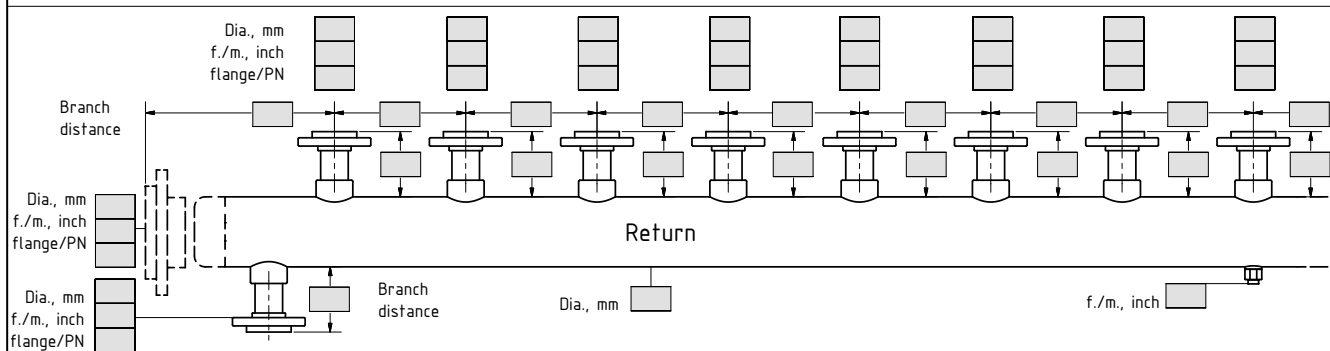 Dia., mm
f./m., inch
flange/PN
Branch
distance
Dia., mm
f./m., inch
flange/PN
Return
Dia., mm
f./m., inch
flange/PN
Branch
distance
Dia., mm
f./m., inch